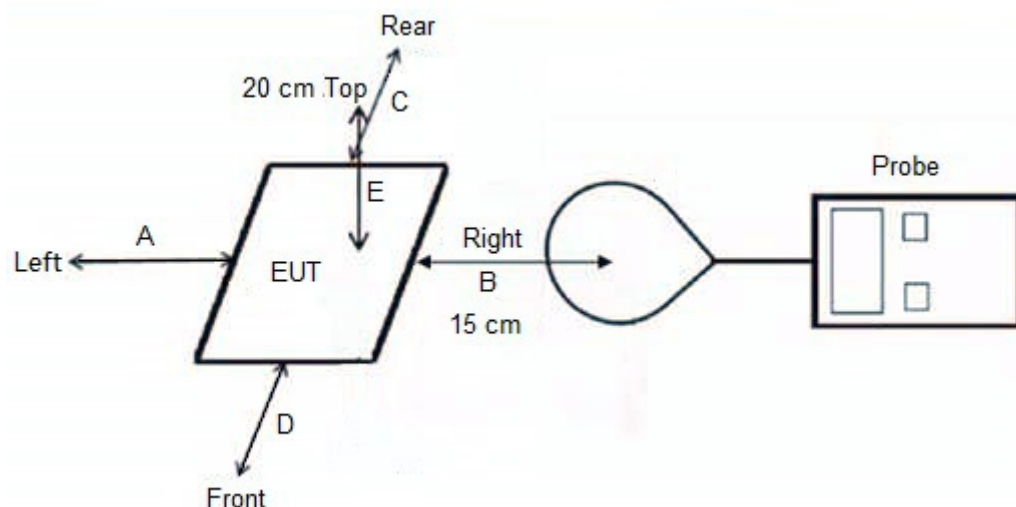 Rear
20 cm .Top
C
Probe
E
A
Right
Left
EUT
B
15 cm
D
Front